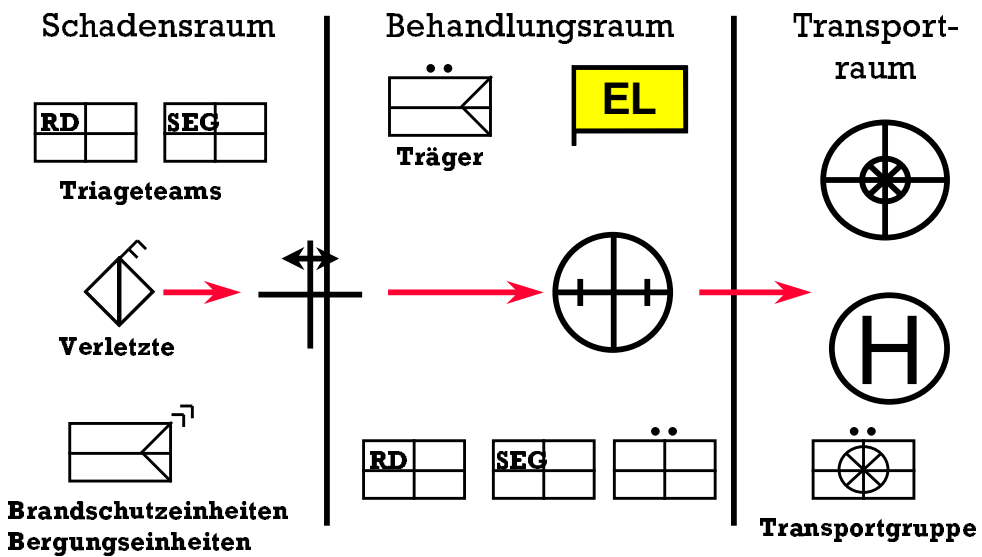 Schadensraum
Behandlungsraum
Transport-
raum
RD
SEG
Triageteams
Träger
EL
Verletzte
H
Brandschutzeinheiten
Bergungseinheiten
RD
SEG
Transportgruppe